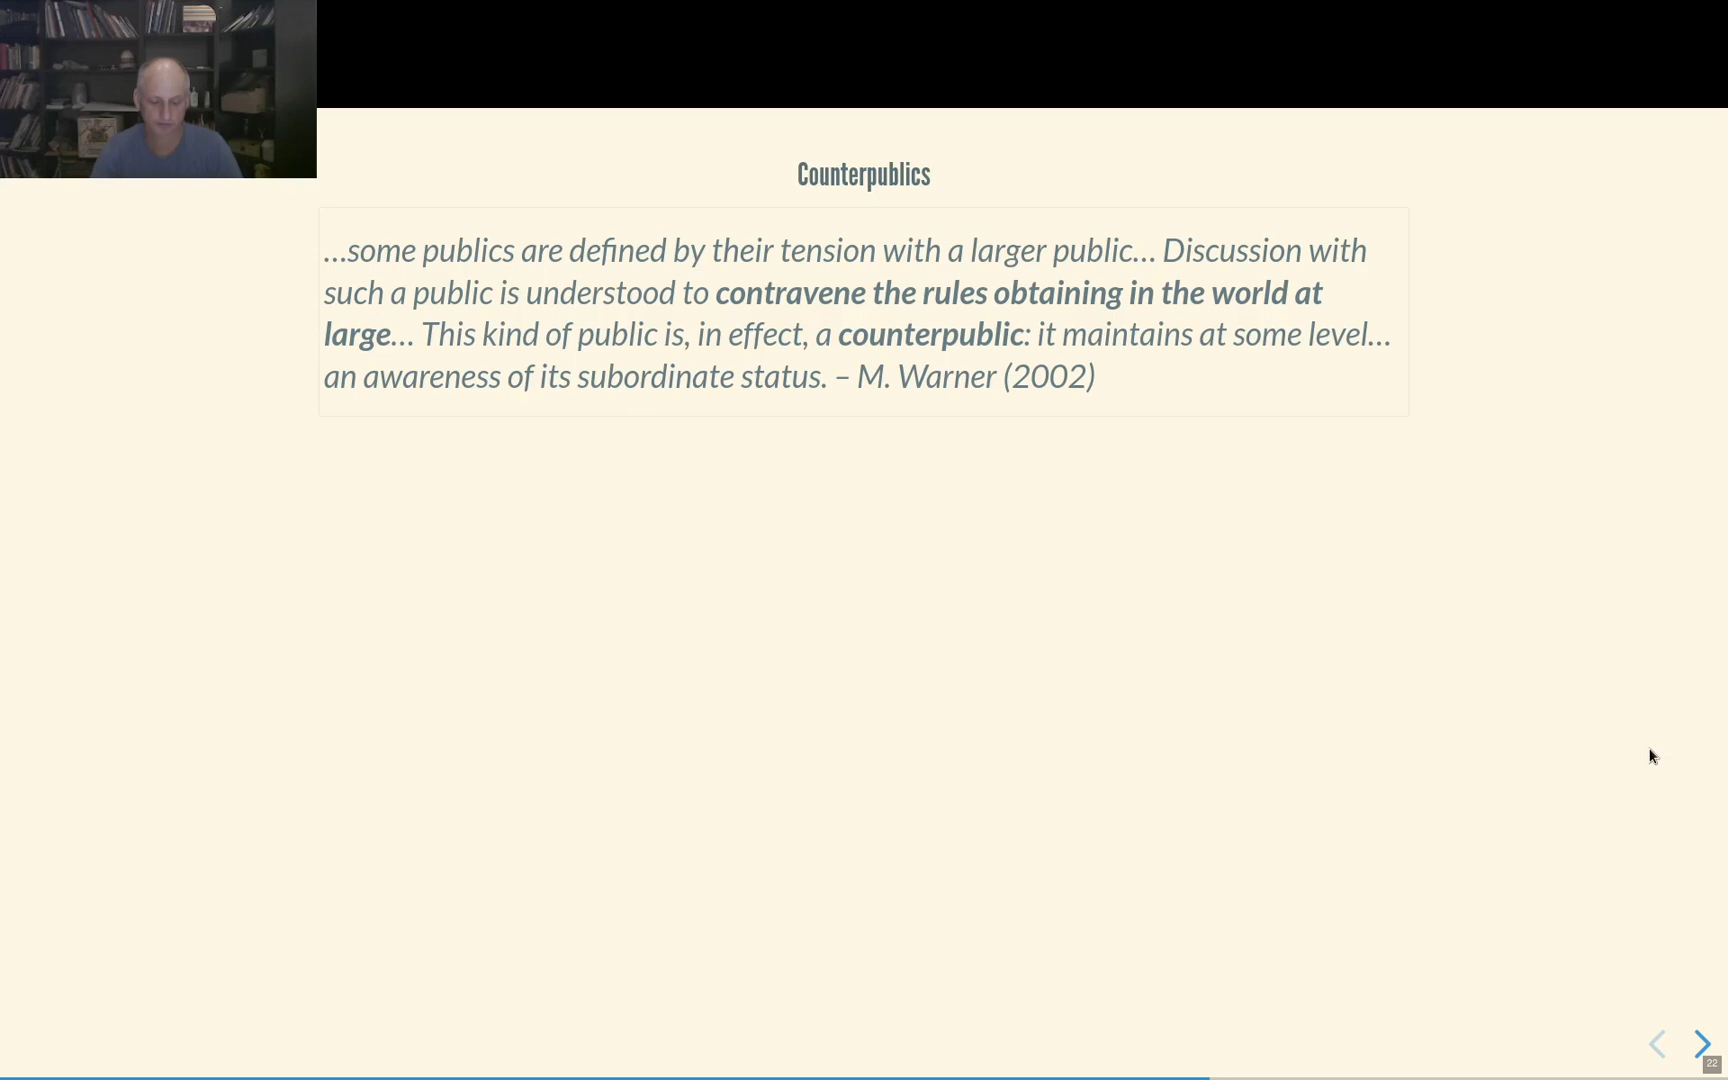 Counterpublics
…some publics are defined by their tension with a larger public… Discussion with
such a public is understood to contravene the rules obtaining in the world at
large… This kind of public is, in effect, a counterpublic: it maintains at some level…
an awareness of its subordinate status. – M. Warner (2002)
22